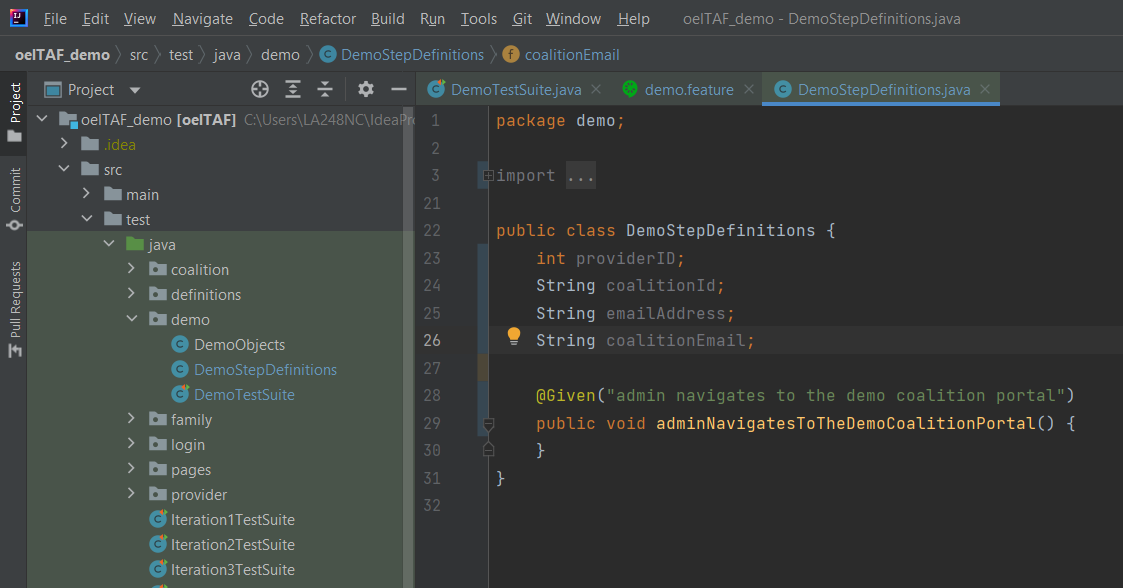 File Edit View Navigate Code Refactor Build Run Tools Git Window Help oelTAF_demo - DemoStepDefinitions.java
oelTAF_demo src test java demo DemoStepDefinitions coalitionEmail
Project
Commit
Pull Requests
Project
oelTAF_demo [oelTAF] C:\Users\LA248NC\IdeaPro
.idea
src
main
test
java
coalition
definitions
demo
DemoObjects
DemoStepDefinitions
DemoTestSuite
family
login
pages
provider
Iteration1TestSuite
Iteration2TestSuite
Iteration3TestSuite
DemoTestSuite.java demo.feature DemoStepDefinitions.java
1 package demo;
2
3 import ...
21
22 public class DemoStepDefinitions {
23 int providerID;
24 String coalitionId;
25 String emailAddress;
26 String coalitionEmail;
27
28 @Given("admin navigates to the demo coalition portal")
29 public void adminNavigatesToTheDemoCoalitionPortal() {
30 }
31 }
32